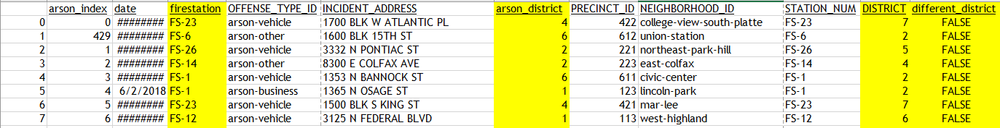 arson_index date firestation OFFENSE_TYPE_ID INCIDENT_ADDRESS arson_district PRECINCT_ID NEIGHBORHOOD_ID STATION_NUM DISTRICT different_district
0 0 ######## FS-23 arson-vehicle 1700 BLK W ATLANTIC PL 4 422 college-view-south-platte FS-23 7 FALSE
1 429 ######## FS-6 arson-other 1600 BLK 15TH ST 6 612 union-station FS-6 2 FALSE
2 1 ######## FS-26 arson-vehicle 3332 N PONTIAC ST 2 221 northeast-park-hill FS-26 5 FALSE
3 2 ######## FS-14 arson-other 8300 E COLFAX AVE 2 223 east-colfax FS-14 4 FALSE
4 3 ######## FS-1 arson-vehicle 1353 N BANNOCK ST 6 611 civic-center FS-1 2 FALSE
5 4 6/2/2018 FS-1 arson-business 1365 N OSAGE ST 1 123 lincoln-park FS-1 2 FALSE
6 5 ######## FS-23 arson-vehicle 1500 BLK S KING ST 4 421 mar-lee FS-23 7 FALSE
7 6 ######## FS-12 arson-vehicle 3125 N FEDERAL BLVD 1 113 west-highland FS-12 6 FALSE